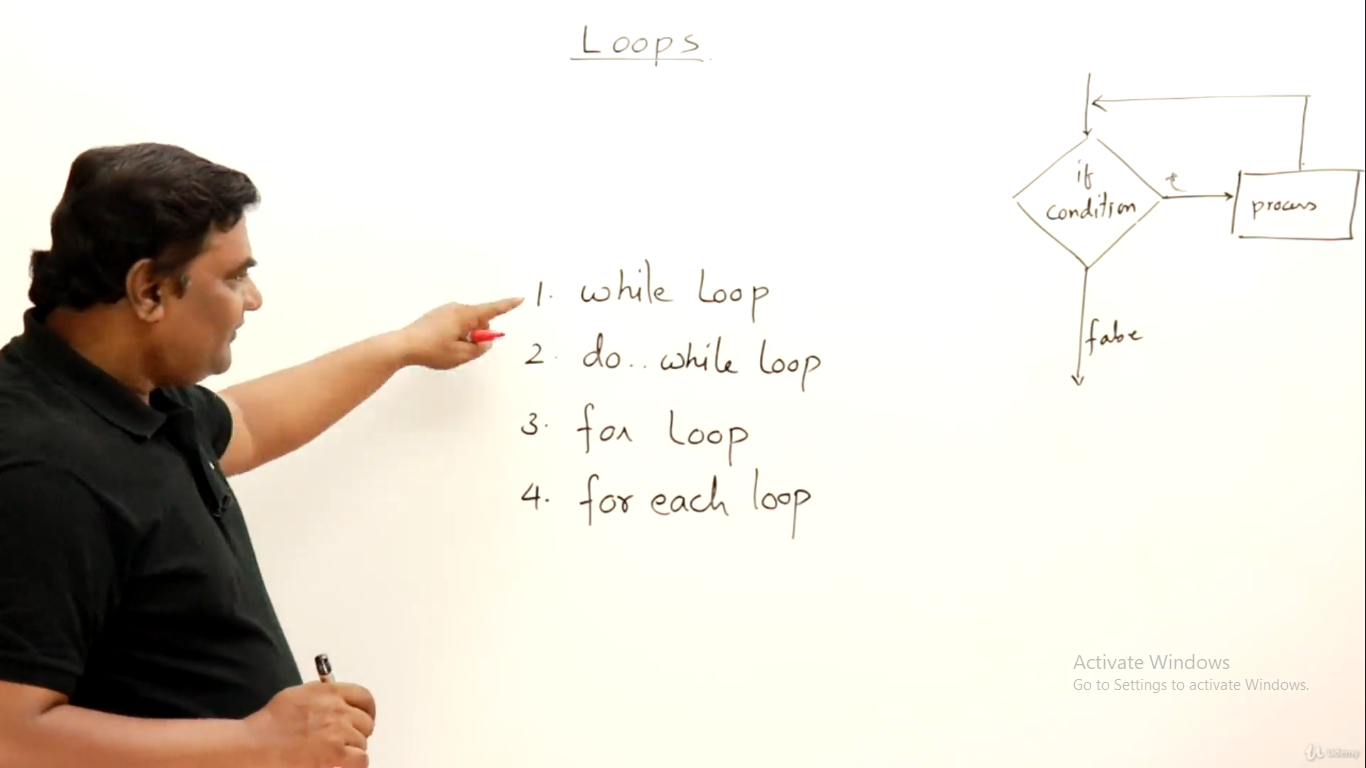 Loops
if
condition
t
process
false
1. while Loop
2. do.. while loop
3. for Loop
4. for each loop
Activate Windows
Go to Settings to activate Windows.
Udemy